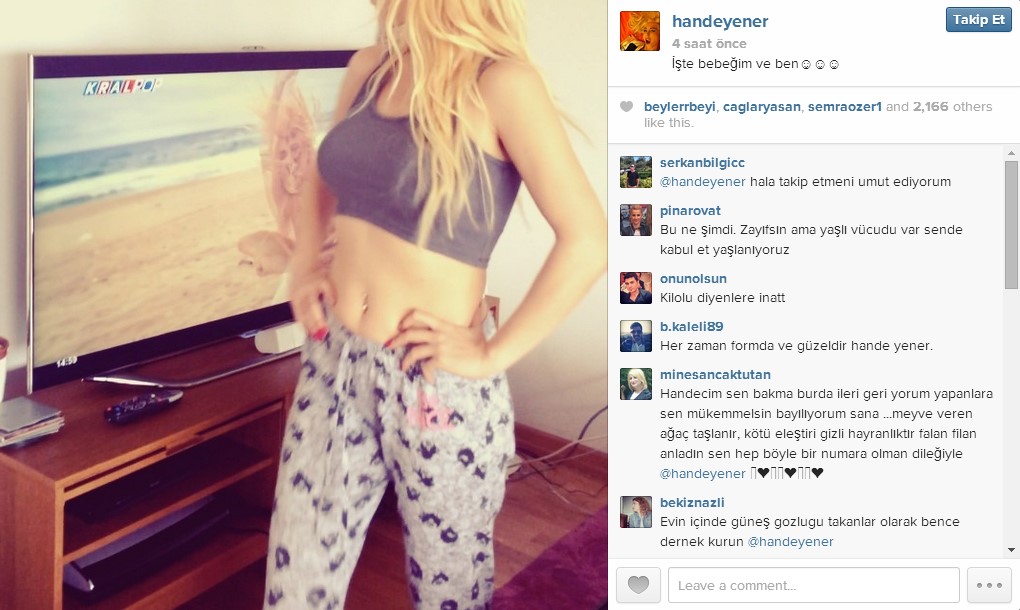 KRALPOP
14:59
handeyener
Takip Et
4 saat önce
İşte bebeğim ve ben☺☺☺
beylerrbeyi, caglaryasan, semraozer1 and 2,166 others
like this.
serkanbilgicc
@handeyener hala takip etmeni umut ediyorum
pinarovat
Bu ne şimdi. Zayıfsın ama yaşlı vücudu var sende
kabul et yaşlanıyoruz
onunolsun
Kilolu diyenlere inatt
b.kaleli89
Her zaman formda ve güzeldir hande yener.
minesancaktutan
Handecim sen bakma burda ileri geri yorum yapanlara
sen mükemmelsin bayılıyorum sana ...meyve veren
ağaç taşlanır, kötü eleştiri gizli hayranlıktır falan filan
anladın sen hep böyle bir numara olman dileğiyle
@handeyener ♥♥♥
bekiznazli
Evin içinde güneş gozlugu takanlar olarak bence
dernek kurun @handeyener
Leave a comment...